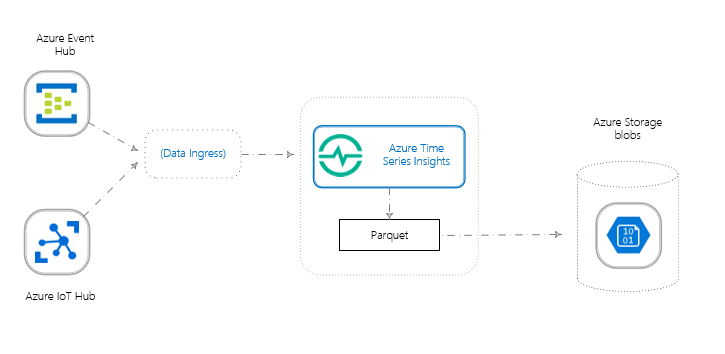 Azure Event
Hub
(Data Ingress)
Azure IoT Hub
Azure Time
Series Insights
Parquet
Azure Storage
blobs
10
01